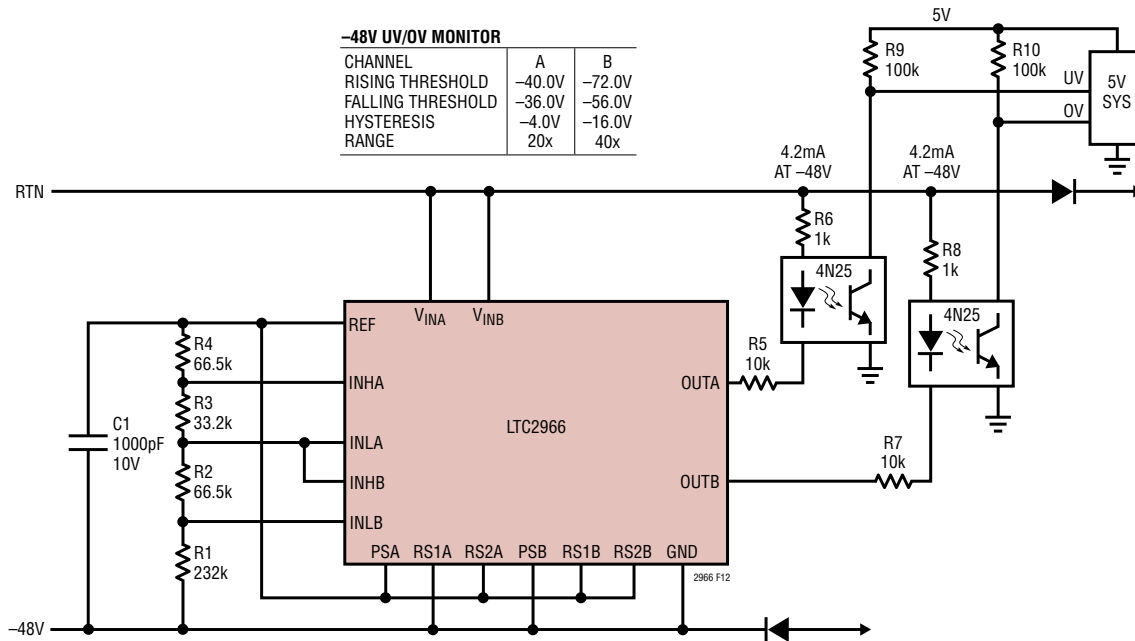 –48V UV/OV MONITOR
CHANNEL A B
RISING THRESHOLD –40.0V –72.0V
FALLING THRESHOLD –36.0V –56.0V
HYSTERESIS –4.0V –16.0V
RANGE 20x 40x
5V
R9
100k
R10
100k
UV
OV
5V
SYS
4.2mA
AT –48V
4.2mA
AT –48V
RTN
R6
1k
R8
1k
4N25
4N25
VINA
VINB
REF
R4
66.5k
INHA
R3
33.2k
C1
1000pF
10V
INLA
R2
66.5k
INHB
INLB
R1
232k
LTC2966
OUTA
R5
10k
OUTB
R7
10k
PSA RS1A RS2A PSB RS1B RS2B GND
2966 F12
–48V